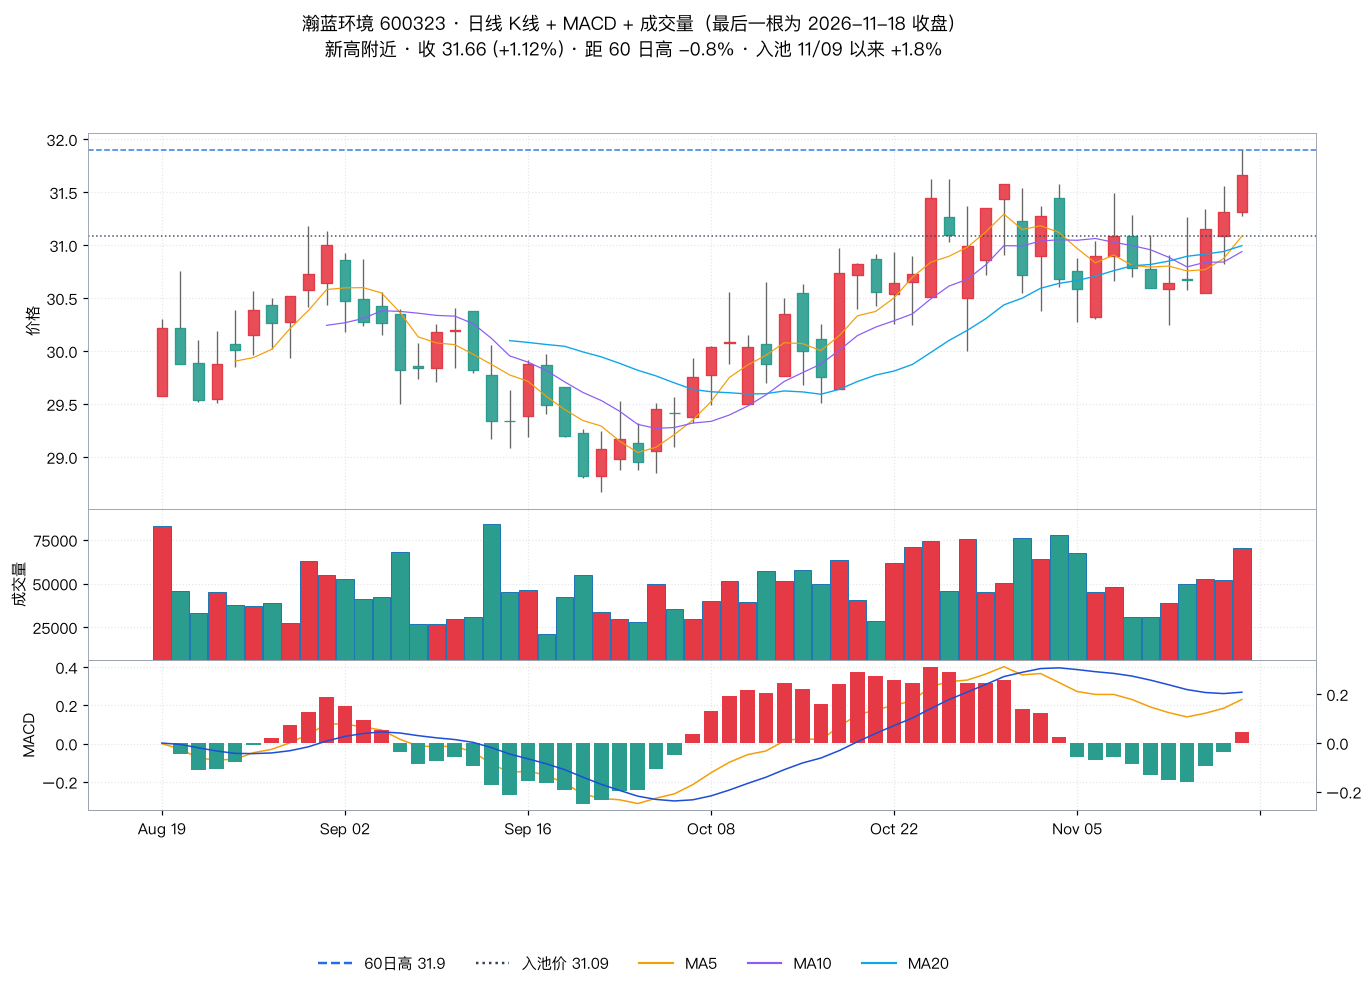 瀚蓝环境 600323 · 日线 K线 + MACD + 成交量（最后一根为 2026−11−18 收盘）
新高附近 · 收 31.66 (+1.12%) · 距 60 日高 −0.8% · 入池 11/09 以来 +1.8%
32.0
31.5
31.0
30.5
30.0
29.5
29.0
价格
75000
50000
25000
成交量
0.4
0.2
0.0
−0.2
MACD
0.2
0.0
−0.2
Aug 19
Sep 02
Sep 16
Oct 08
Oct 22
Nov 05
60日高 31.9
入池价 31.09
MA5
MA10
MA20